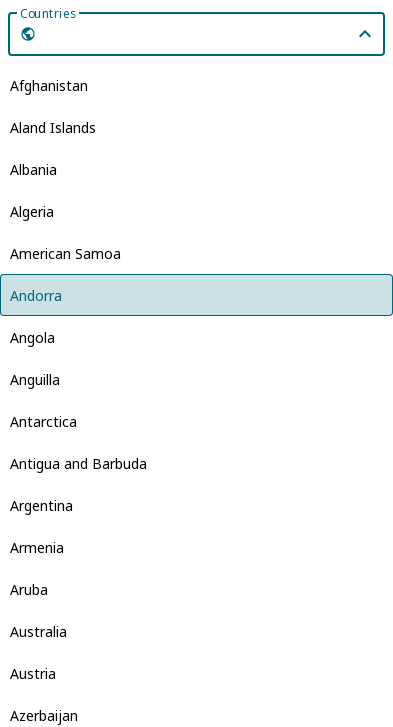 Countries
Afghanistan
Aland Islands
Albania
Algeria
American Samoa
Andorra
Angola
Anguilla
Antarctica
Antigua and Barbuda
Argentina
Armenia
Aruba
Australia
Austria
Azerbaijan